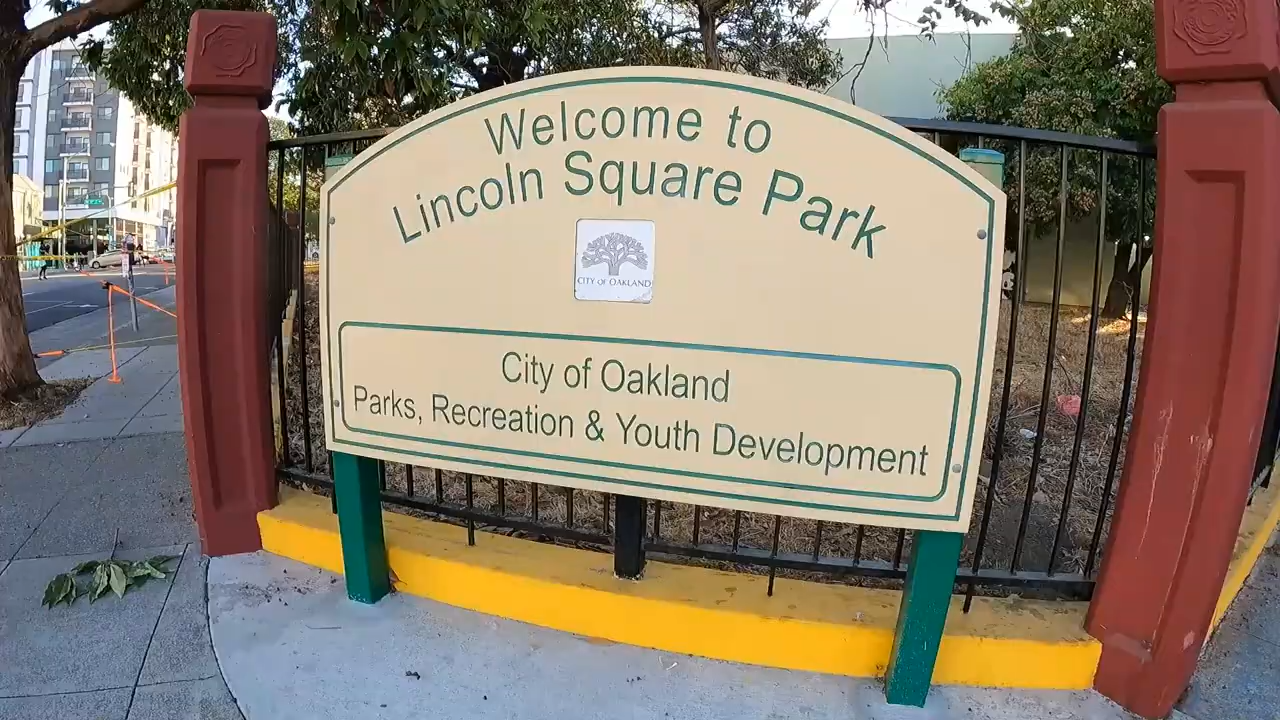 Welcome to
Lincoln Square Park
CITY OF OAKLAND
City of Oakland
Parks, Recreation & Youth Development